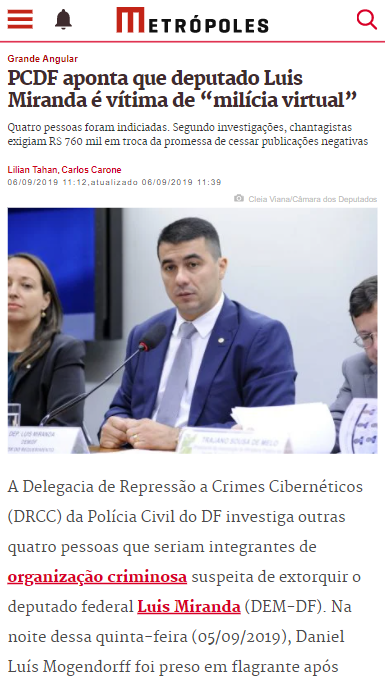 METRÓPOLES
Grande Angular
PCDF aponta que deputado Luis
Miranda é vítima de “milícia virtual”
Quatro pessoas foram indiciadas. Segundo investigações, chantagistas
exigiam R$ 760 mil em troca da promessa de cessar publicações negativas
Lilian Tahan, Carlos Carone
06/09/2019 11:12,atualizado 06/09/2019 11:39
Cleia Viana/Câmara dos Deputados
DEP. LUIS MIRANDA
TRAJANO SOUSA DE MELO
A Delegacia de Repressão a Crimes Cibernéticos
(DRCC) da Polícia Civil do DF investiga outras
quatro pessoas que seriam integrantes de
organização criminosa suspeita de extorquir o
deputado federal Luis Miranda (DEM-DF). Na
noite dessa quinta-feira (05/09/2019), Daniel
Luís Mogendorff foi preso em flagrante após